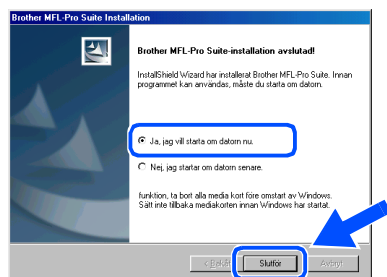 Brother MFL-Pro Suite Installation
Brother MFL-Pro Suite-installation avslutad!
InstallShield Wizard har installerat Brother MFL-Pro Suite. Innan
programmet kan användas, måste du starta om datorn.
Ja, jag vill starta om datorn nu.
Nej, jag startar om datorn senare.
funktion, ta bort alla media kort före omstart av Windows.
Sätt inte tillbaka mediakorten innan Windows har startat.
Slutför
Avbryt